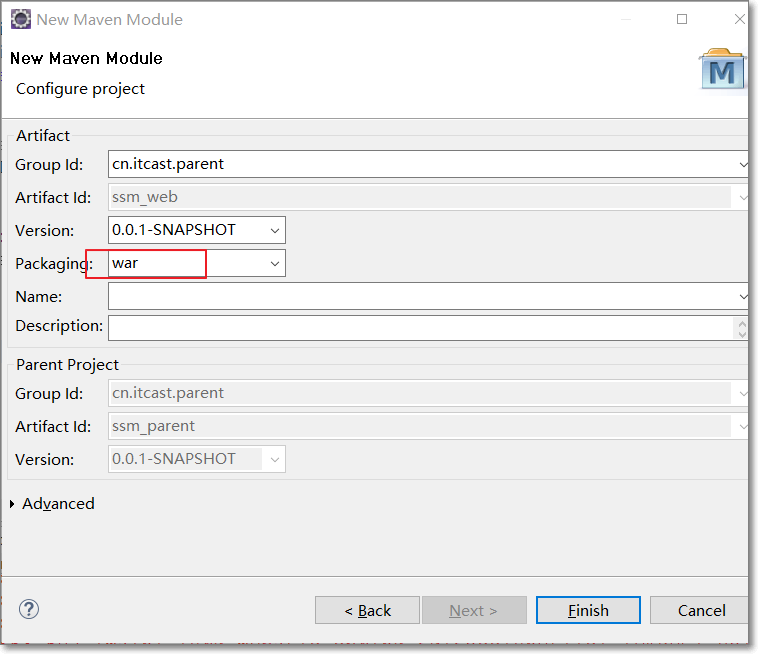 New Maven Module
New Maven Module
Configure project
M
Artifact
Group Id: cn.itcast.parent
Artifact Id: ssm_web
Version: 0.0.1-SNAPSHOT
Packaging: war
Name:
Description:
Parent Project
Group Id: cn.itcast.parent
Artifact Id: ssm_parent
Version: 0.0.1-SNAPSHOT
Advanced
? < Back Next > Finish Cancel